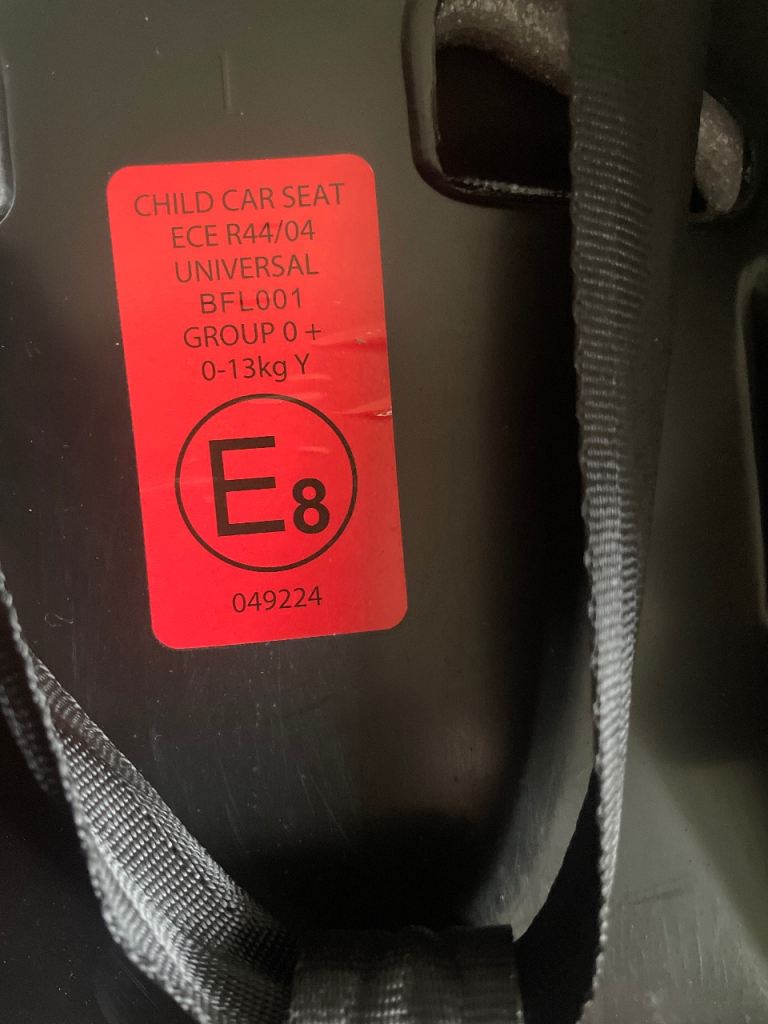 CHILD CAR SEAT
ECE R44/04
UNIVERSAL
BFL001
GROUP 0 +
0-13kg Y
E8
049224